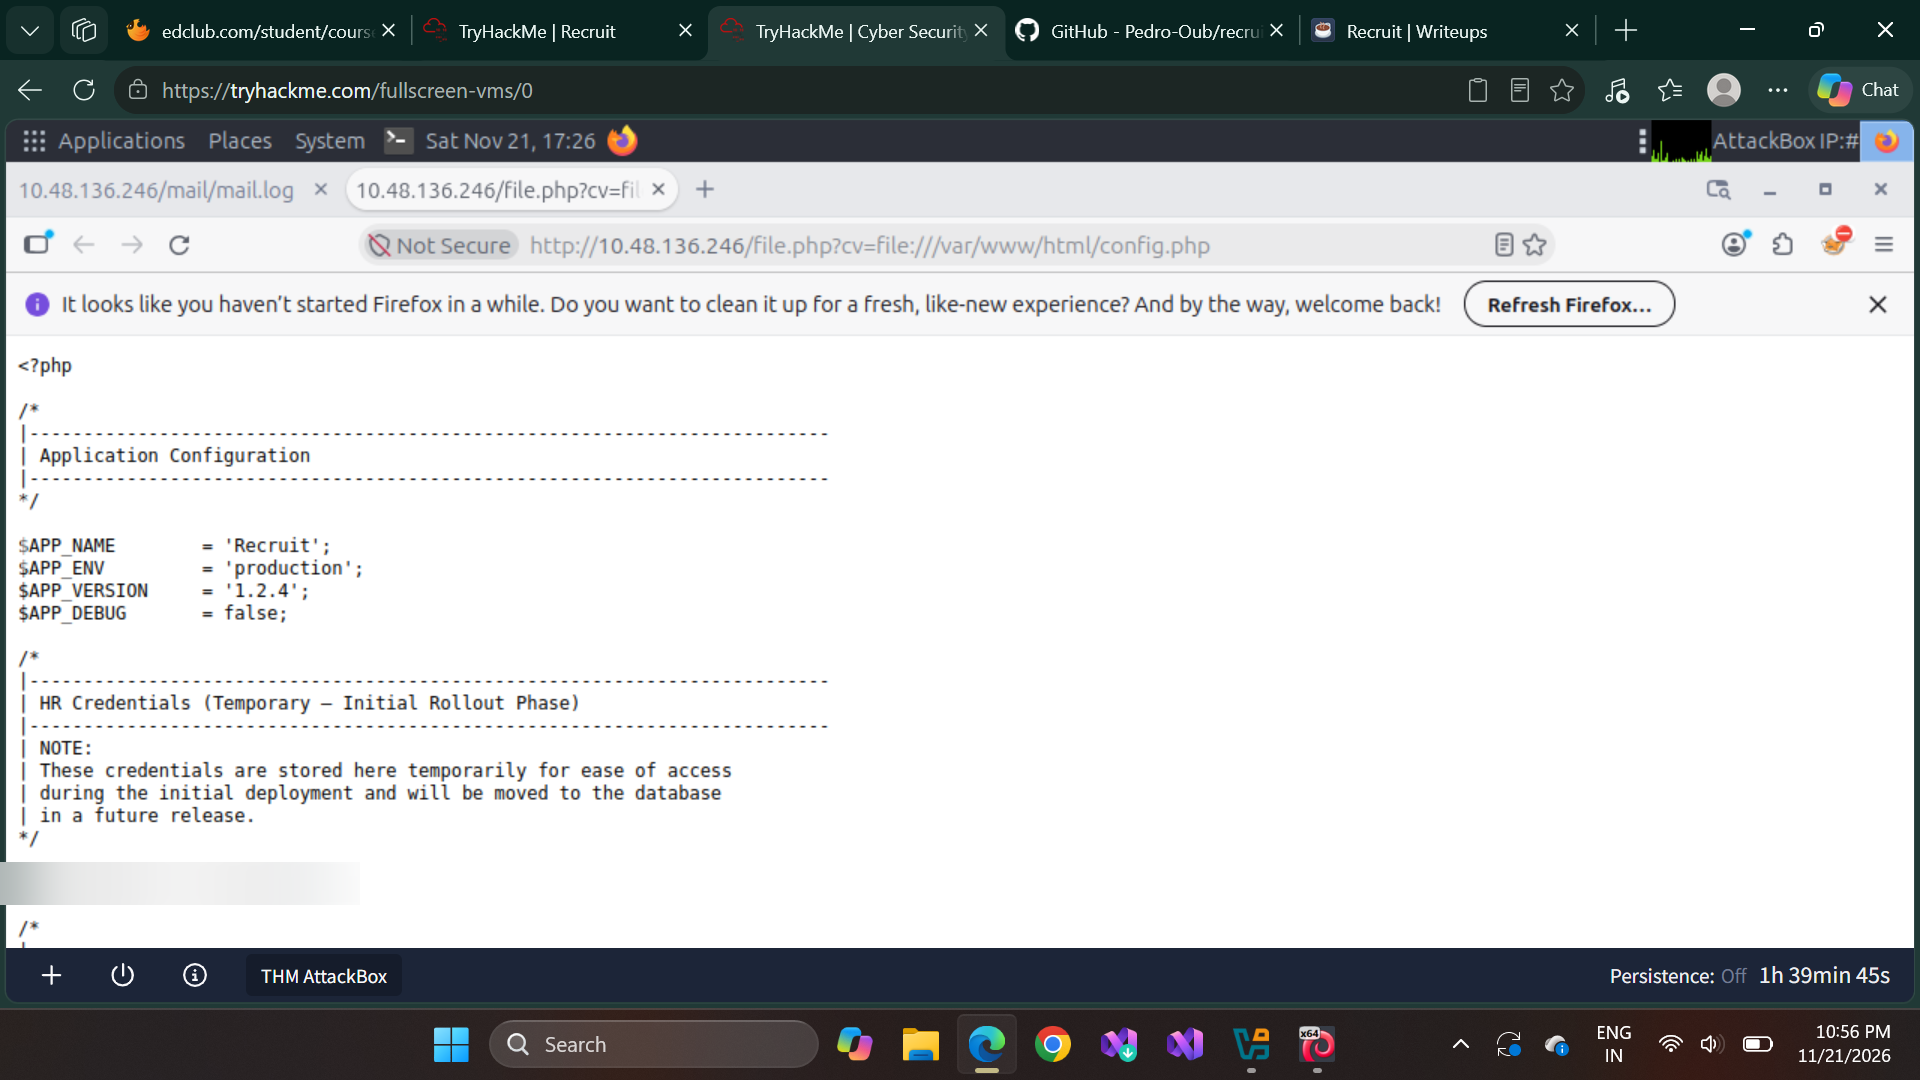 edclub.com/student/course
TryHackMe | Recruit
TryHackMe | Cyber Security
GitHub - Pedro-Oub/recrui
Recruit | Writeups
https://tryhackme.com/fullscreen-vms/0
Chat
Applications Places System Sat Nov 21, 17:26
AttackBox IP:#
10.48.136.246/mail/mail.log
10.48.136.246/file.php?cv=fil
Not Secure http://10.48.136.246/file.php?cv=file:///var/www/html/config.php
It looks like you haven't started Firefox in a while. Do you want to clean it up for a fresh, like-new experience? And by the way, welcome back! Refresh Firefox...
<?php
/*
|--------------------------------------------------------------------------
| Application Configuration
|--------------------------------------------------------------------------
*/
$APP_NAME = 'Recruit';
$APP_ENV = 'production';
$APP_VERSION = '1.2.4';
$APP_DEBUG = false;
/*
|--------------------------------------------------------------------------
| HR Credentials (Temporary – Initial Rollout Phase)
|--------------------------------------------------------------------------
| NOTE:
| These credentials are stored here temporarily for ease of access
| during the initial deployment and will be moved to the database
| in a future release.
*/
/*
THM AttackBox
Persistence: Off 1h 39min 45s
Search
x64
ENG
IN
10:56 PM
11/21/2026